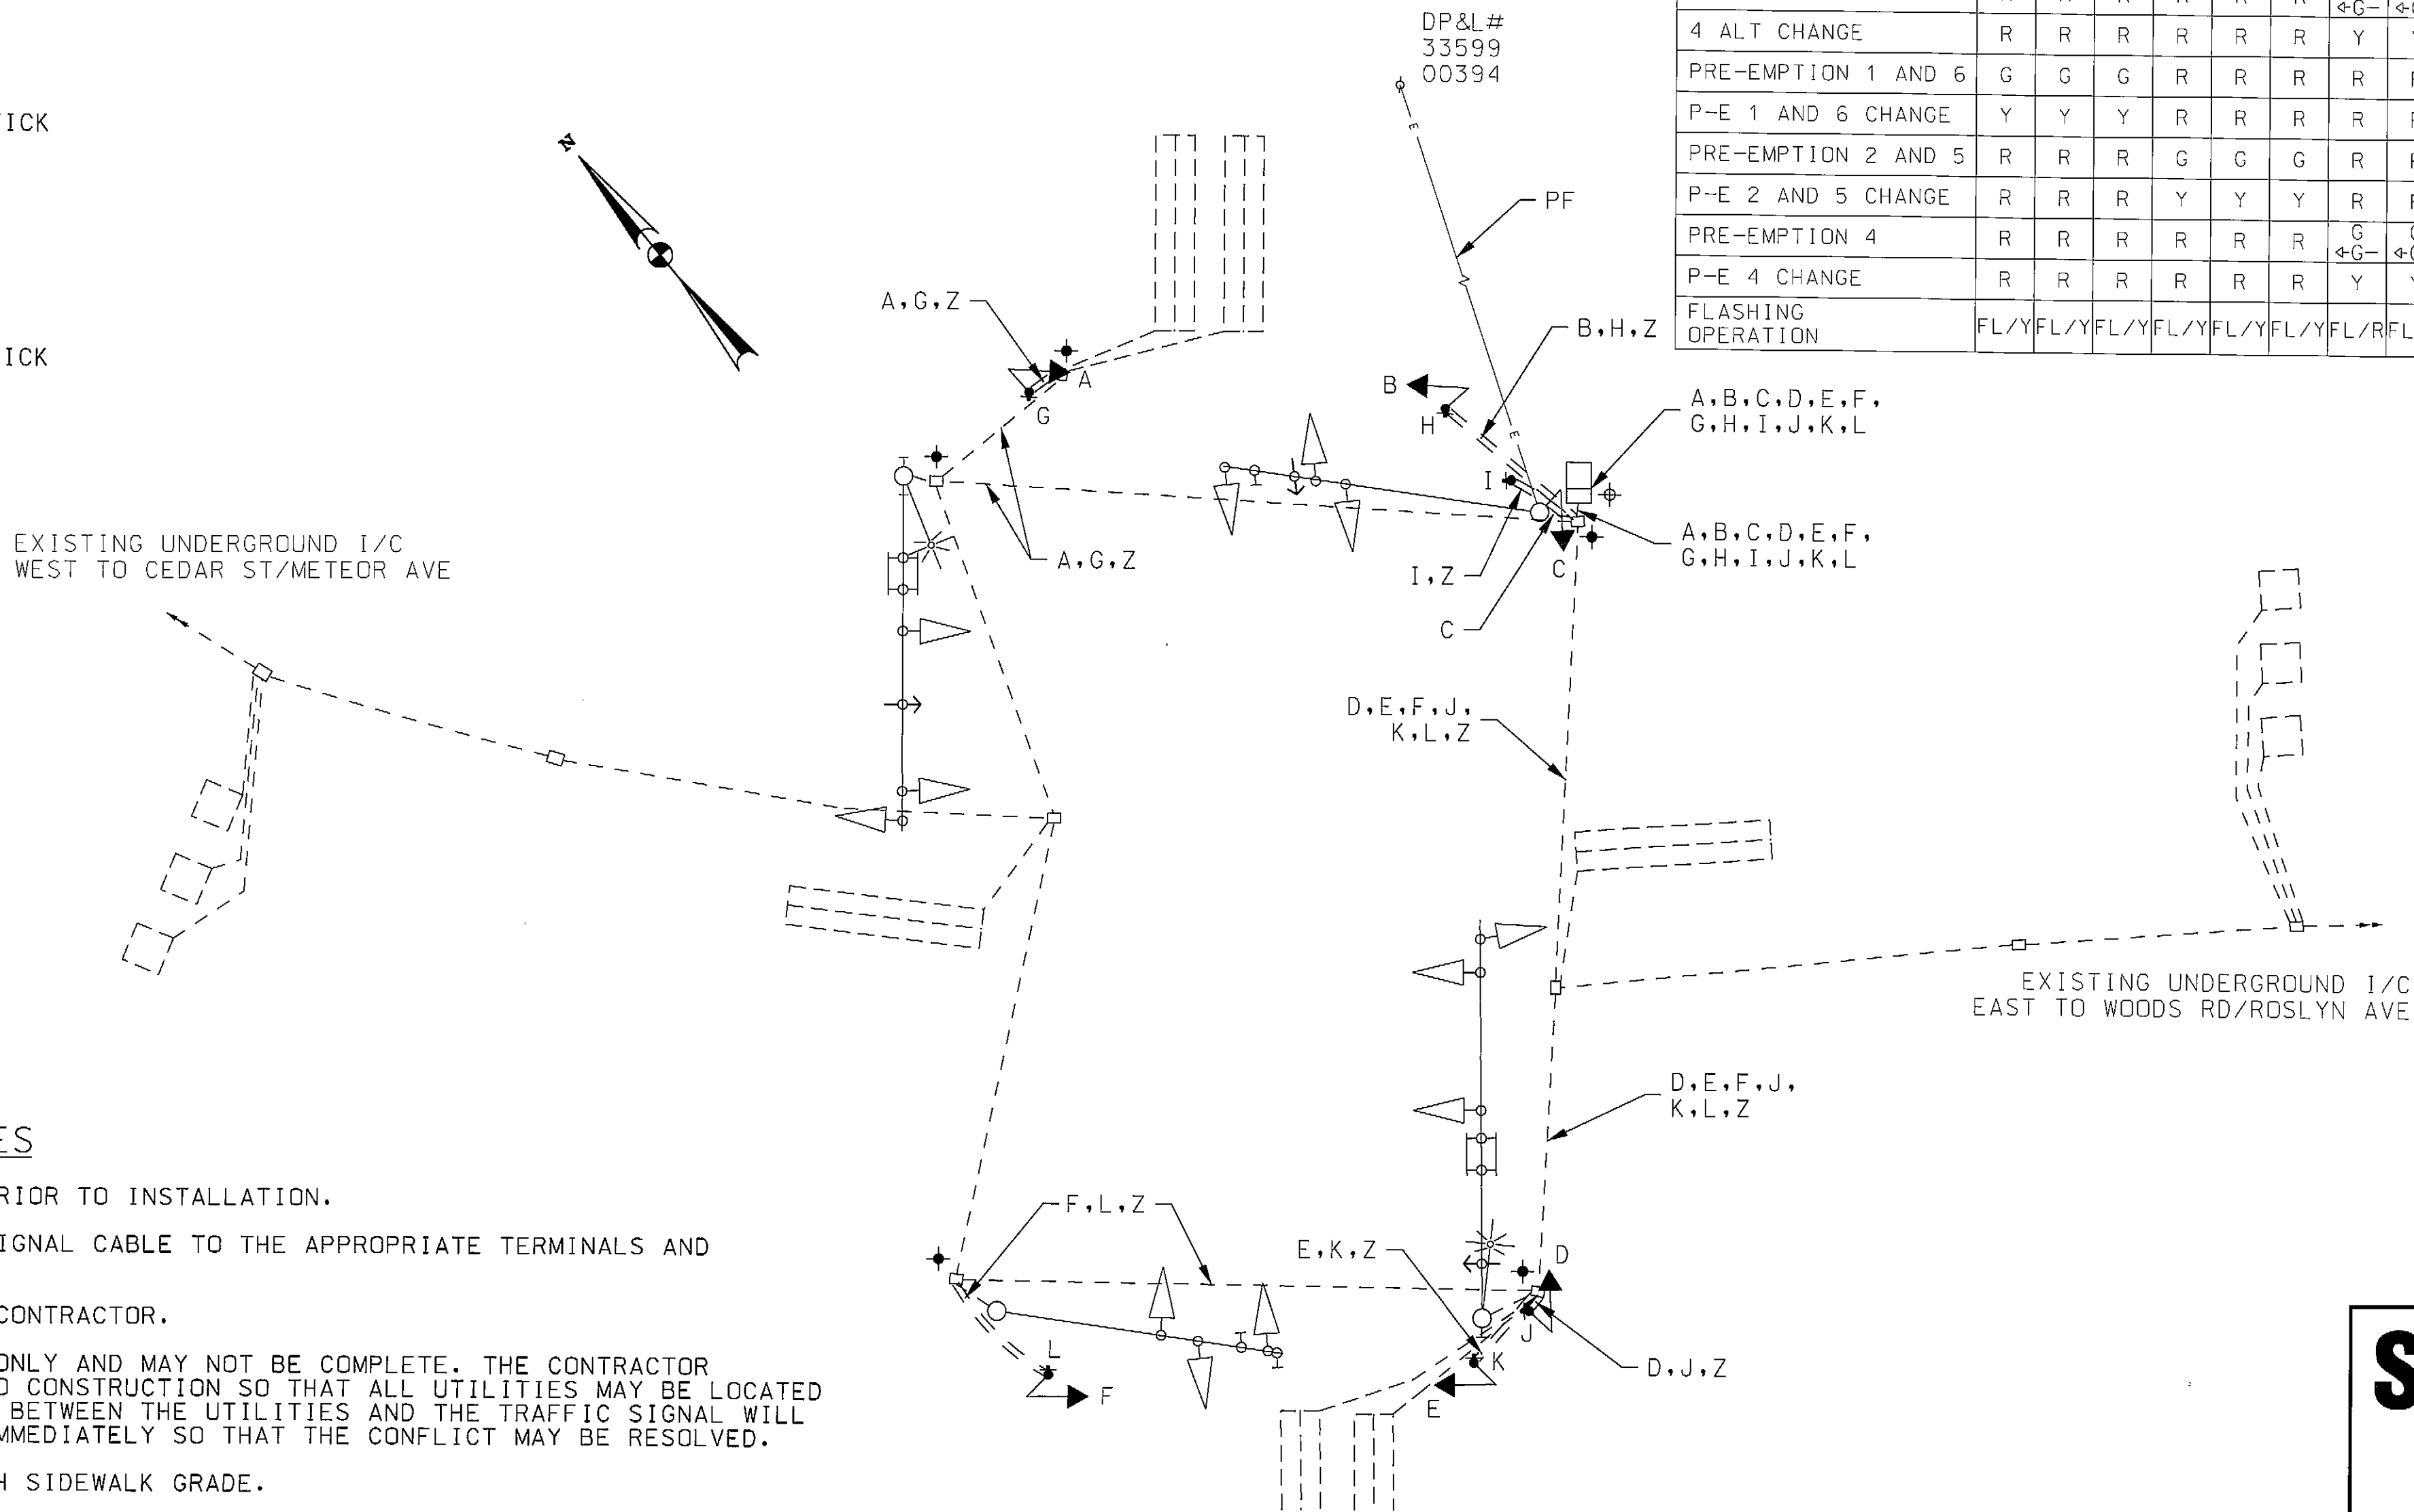 DP&L#
33599
00394
←G-
4 ALT CHANGE R R R R R R Y
PRE-EMPTION 1 AND 6 G G G R R R R
P-E 1 AND 6 CHANGE Y Y Y R R R R
PRE-EMPTION 2 AND 5 R R R G G G R
P-E 2 AND 5 CHANGE R R R Y Y Y R
PRE-EMPTION 4 R R R R R R G ←G-
P-E 4 CHANGE R R R R R R Y
FLASHING
OPERATION FL/Y FL/Y FL/Y FL/Y FL/Y FL/Y FL/R FL
ICK
ICK
N
PF
A,G,Z
A
G
B,H,Z
B
H
A,B,C,D,E,F,
G,H,I,J,K,L
I
A,B,C,D,E,F,
G,H,I,J,K,L
C
I,Z
C
A,G,Z
EXISTING UNDERGROUND I/C
WEST TO CEDAR ST/METEOR AVE
D,E,F,J,
K,L,Z
EXISTING UNDERGROUND I/C
EAST TO WOODS RD/ROSLYN AVE
D,E,F,J,
K,L,Z
F,L,Z
E,K,Z
D
J
K
E
D,J,Z
L
F
ES
RIOR TO INSTALLATION.
IGNAL CABLE TO THE APPROPRIATE TERMINALS AND
CONTRACTOR.
ONLY AND MAY NOT BE COMPLETE. THE CONTRACTOR
CONSTRUCTION SO THAT ALL UTILITIES MAY BE LOCATED
BETWEEN THE UTILITIES AND THE TRAFFIC SIGNAL WILL
MMEDIATELY SO THAT THE CONFLICT MAY BE RESOLVED.
H SIDEWALK GRADE.
S